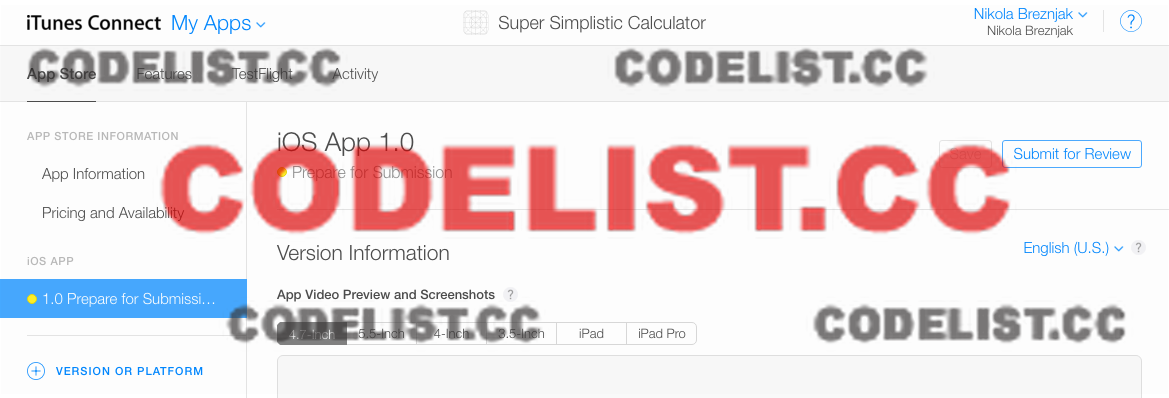 iTunes Connect My Apps Super Simplistic Calculator Nikola Breznjak ?
Nikola Breznjak
CODELIST.CC CODELIST.CC
App Store Features TestFlight Activity
APP STORE INFORMATION
iOS App 1.0
Save Submit for Review
App Information
Prepare for Submission
CODELIST.CC
Pricing and Availability
Version Information English (U.S.) ?
iOS APP
App Video Preview and Screenshots ?
1.0 Prepare for Submissi...
CODELIST.CC CODELIST.CC
4.7-Inch 5.5-Inch 4-Inch 3.5-Inch iPad iPad Pro
VERSION OR PLATFORM